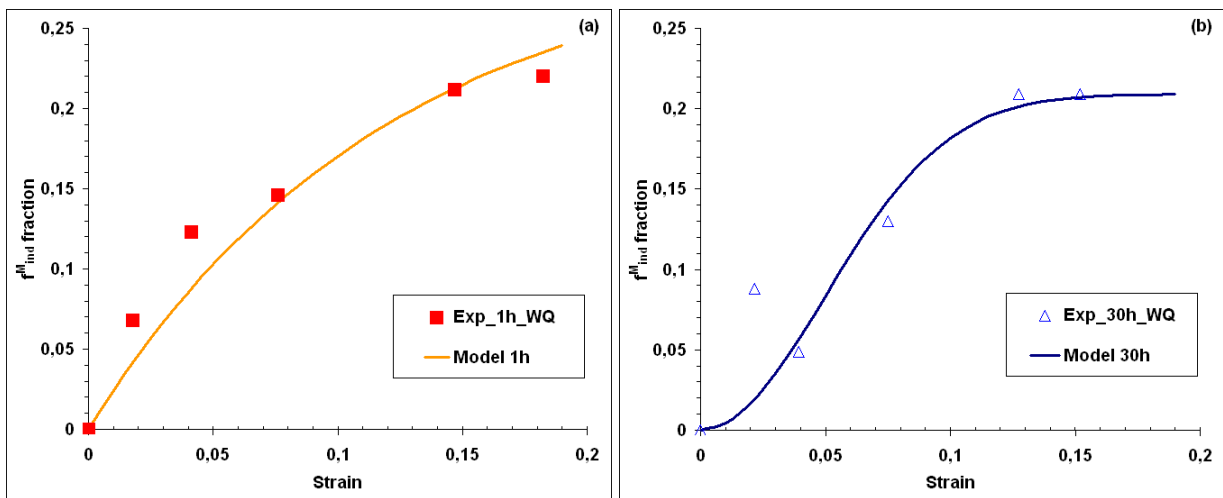 (a)
0,25
0,2
0,15
0,1
0,05
0
f^M_ind fraction
Exp_1h_WQ
Model 1h
0 0,05 0,1 0,15 0,2
Strain
(b)
0,25
0,2
0,15
0,1
0,05
0
f^M_ind fraction
Exp_30h_WQ
Model 30h
0 0,05 0,1 0,15 0,2
Strain